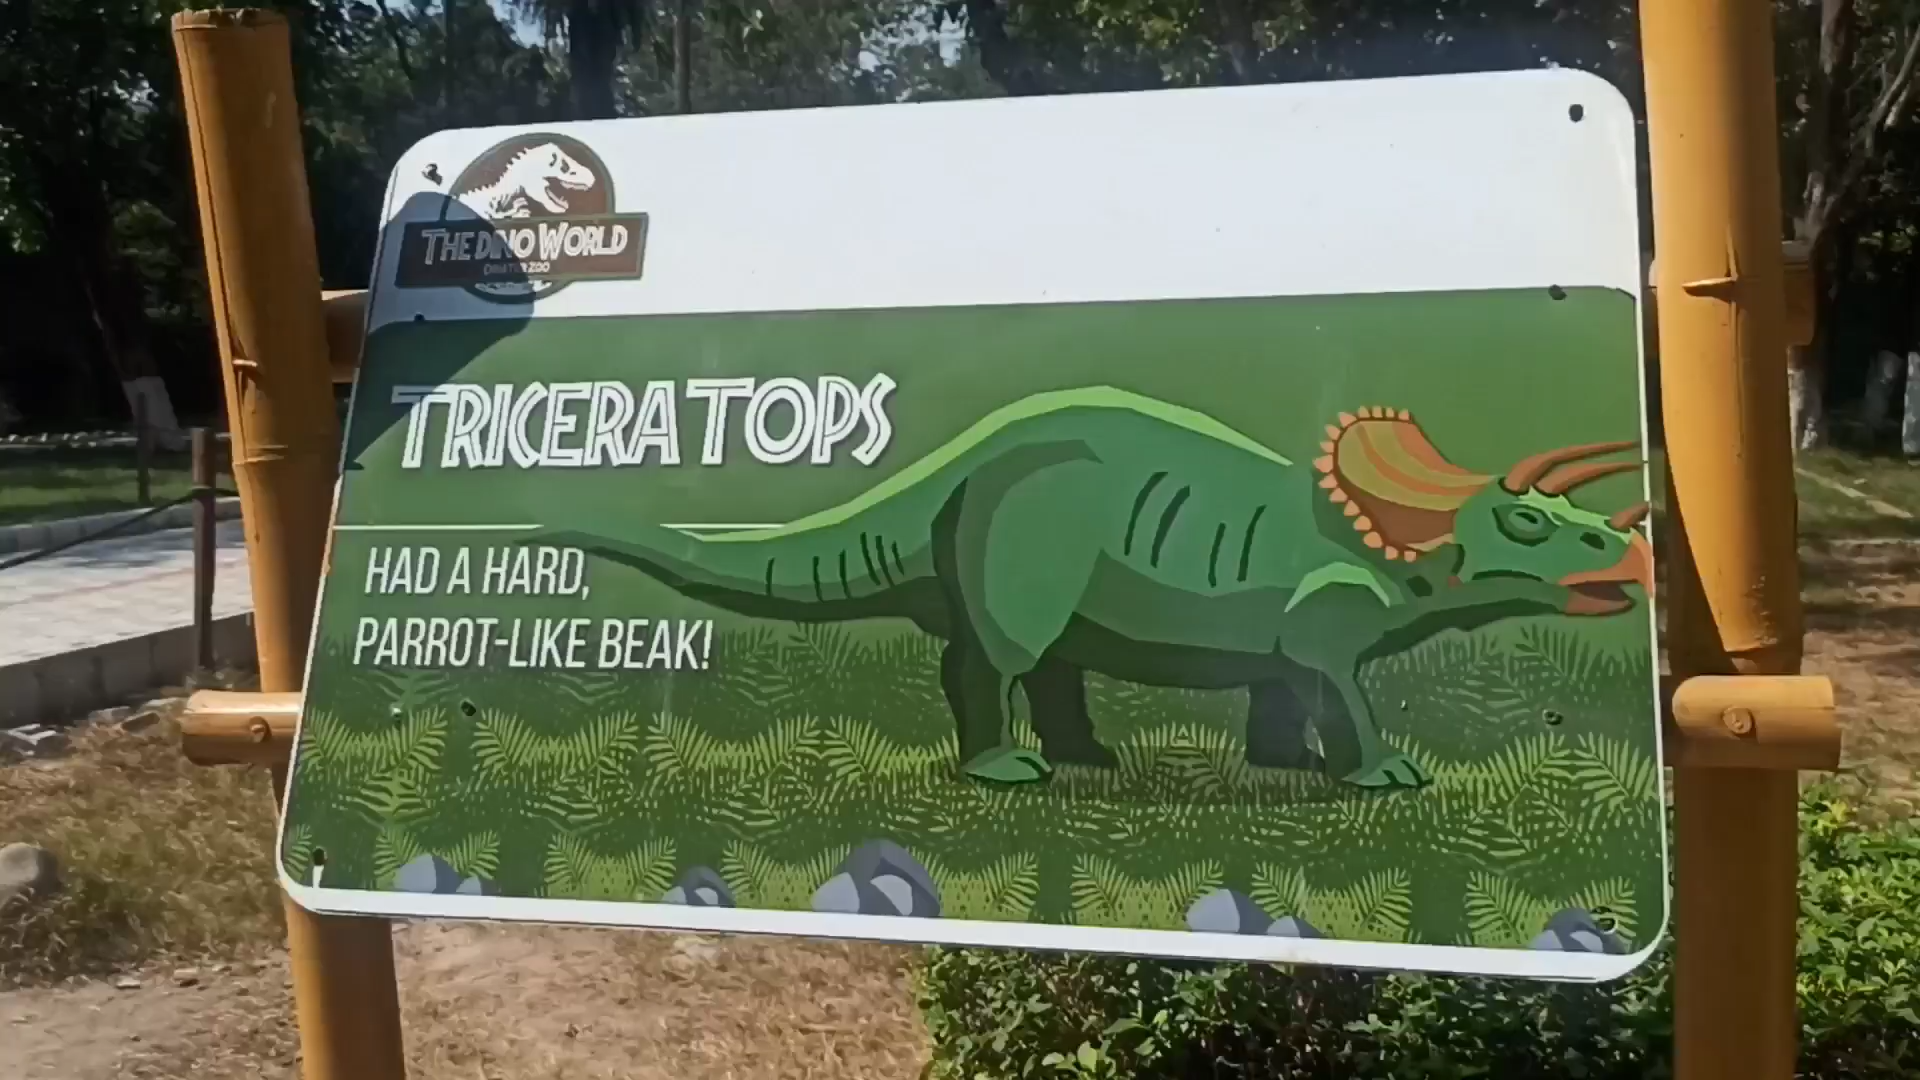 THE DINO WORLD
TRICERATOPS
HAD A HARD,
PARROT-LIKE BEAK!